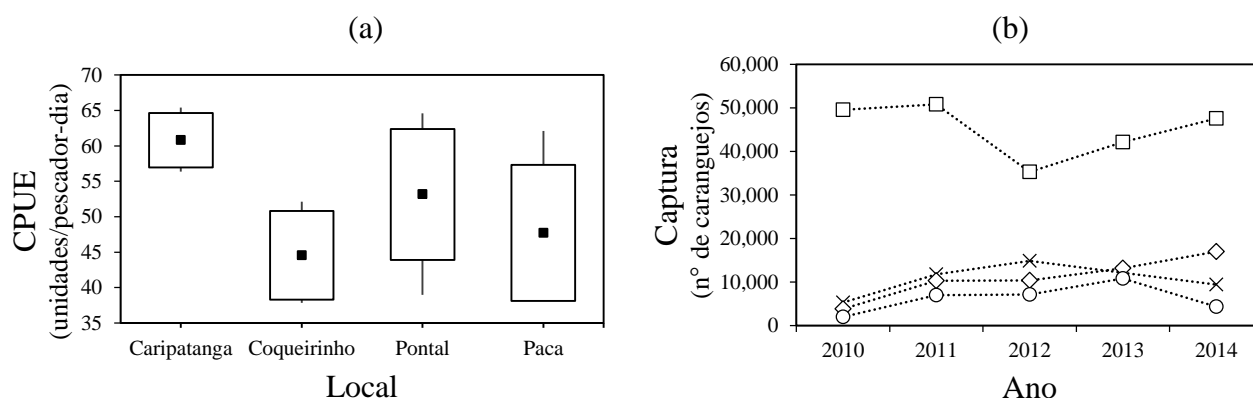 (a)
CPUE
(unidades/pescador-dia)
70
65
60
55
50
45
40
35
Caripatanga Coqueirinho Pontal Paca
Local
(b)
Captura
(n° de caranguejos)
60,000
50,000
40,000
30,000
20,000
10,000
0
2010 2011 2012 2013 2014
Ano